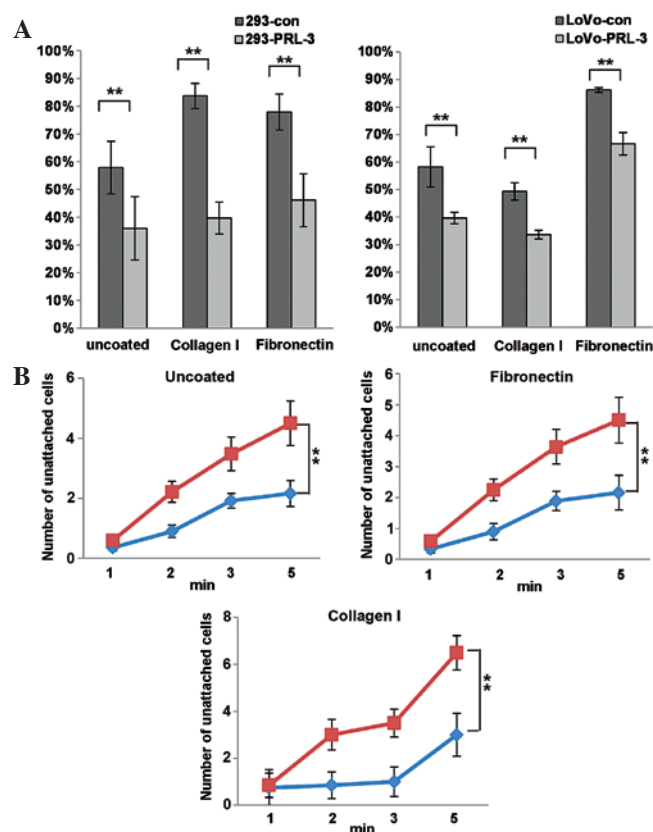 A
293-con
293-PRL-3
90%
80%
70%
60%
50%
40%
30%
20%
10%
0%
**
**
**
uncoated Collagen I Fibronectin
LoVo-con
LoVo-PRL-3
100%
90%
80%
70%
60%
50%
40%
30%
20%
10%
0%
**
**
**
uncoated Collagen I Fibronectin
B
Uncoated
Number of unattached cells
6
4
2
0
**
1 2 3 5
min
Fibronectin
Number of unattached cells
6
5
4
3
2
1
0
**
1 2 3 5
min
Collagen I
Number of unattached cells
8
6
4
2
0
**
1 2 3 5
min